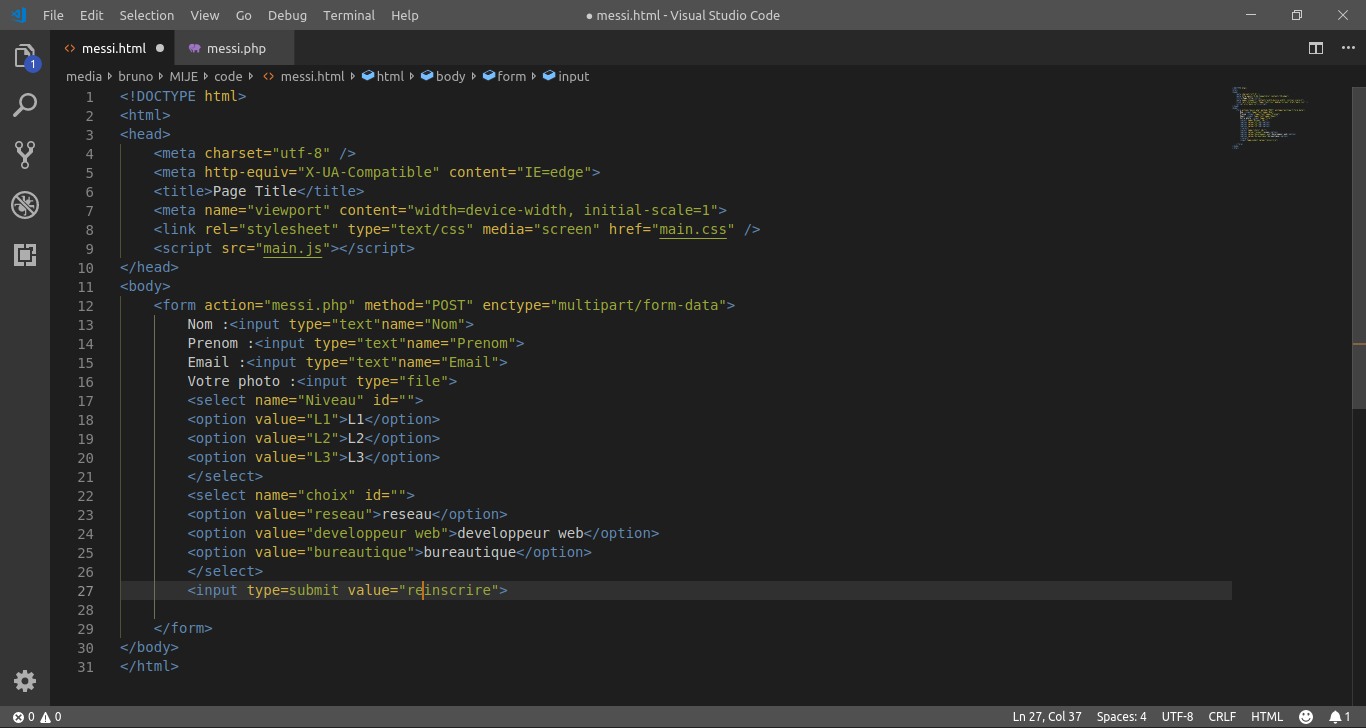 File Edit Selection View Go Debug Terminal Help ● messi.html - Visual Studio Code
messi.html messi.php
1
media bruno MIJE code messi.html html body form input
1 <!DOCTYPE html>
2 <html>
3 <head>
4 <meta charset="utf-8" />
5 <meta http-equiv="X-UA-Compatible" content="IE=edge">
6 <title>Page Title</title>
7 <meta name="viewport" content="width=device-width, initial-scale=1">
8 <link rel="stylesheet" type="text/css" media="screen" href="main.css" />
9 <script src="main.js"></script>
10 </head>
11 <body>
12 <form action="messi.php" method="POST" enctype="multipart/form-data">
13 Nom :<input type="text"name="Nom">
14 Prenom :<input type="text"name="Prenom">
15 Email :<input type="text"name="Email">
16 Votre photo :<input type="file">
17 <select name="Niveau" id="">
18 <option value="L1">L1</option>
19 <option value="L2">L2</option>
20 <option value="L3">L3</option>
21 </select>
22 <select name="choix" id="">
23 <option value="reseau">reseau</option>
24 <option value="developpeur web">developpeur web</option>
25 <option value="bureautique">bureautique</option>
26 </select>
27 <input type=submit value="reinscrire">
28
29 </form>
30 </body>
31 </html>
0 0 Ln 27, Col 37 Spaces: 4 UTF-8 CRLF HTML 1